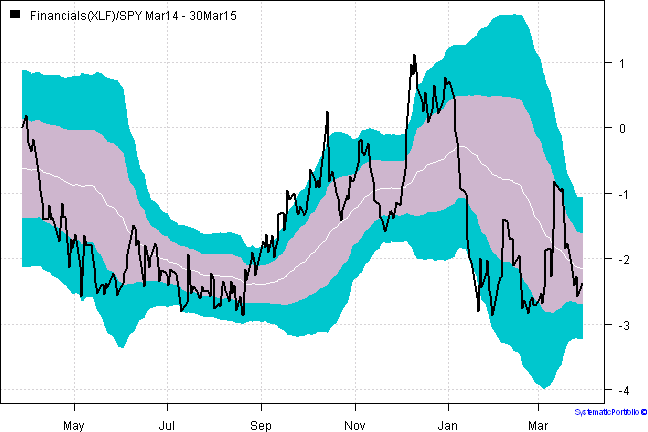 Financials(XLF)/SPY Mar14 - 30Mar15
1
0
-1
-2
-3
-4
SystematicPortfolio ©
May Jul Sep Nov Jan Mar